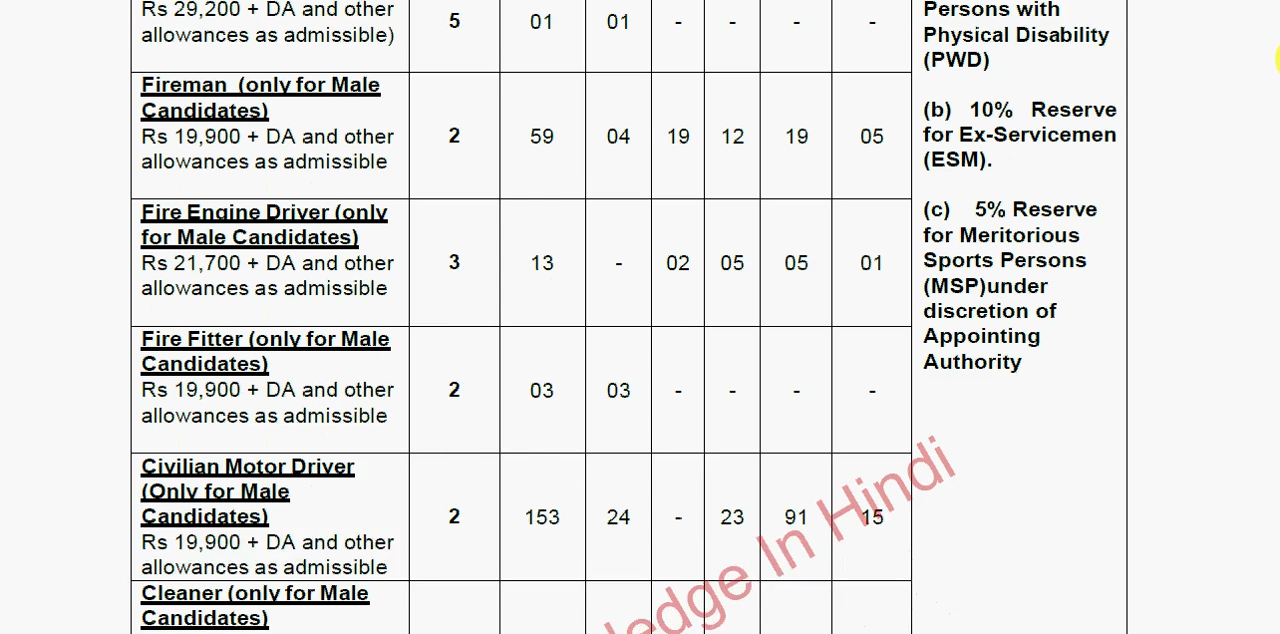 Rs 29,200 + DA and other
allowances as admissible)
5
01
01
-
-
-
-
Persons with
Physical Disability
(PWD)
(b) 10% Reserve
for Ex-Servicemen
(ESM).
(c) 5% Reserve
for Meritorious
Sports Persons
(MSP)under
discretion of
Appointing
Authority
Fireman (only for Male
Candidates)
Rs 19,900 + DA and other
allowances as admissible
2
59
04
19
12
19
05
Fire Engine Driver (only
for Male Candidates)
Rs 21,700 + DA and other
allowances as admissible
3
13
-
02
05
05
01
Fire Fitter (only for Male
Candidates)
Rs 19,900 + DA and other
allowances as admissible
2
03
03
-
-
-
-
Civilian Motor Driver
(Only for Male
Candidates)
Rs 19,900 + DA and other
allowances as admissible
2
153
24
-
23
91
15
Cleaner (only for Male
Candidates)
ledge In Hindi